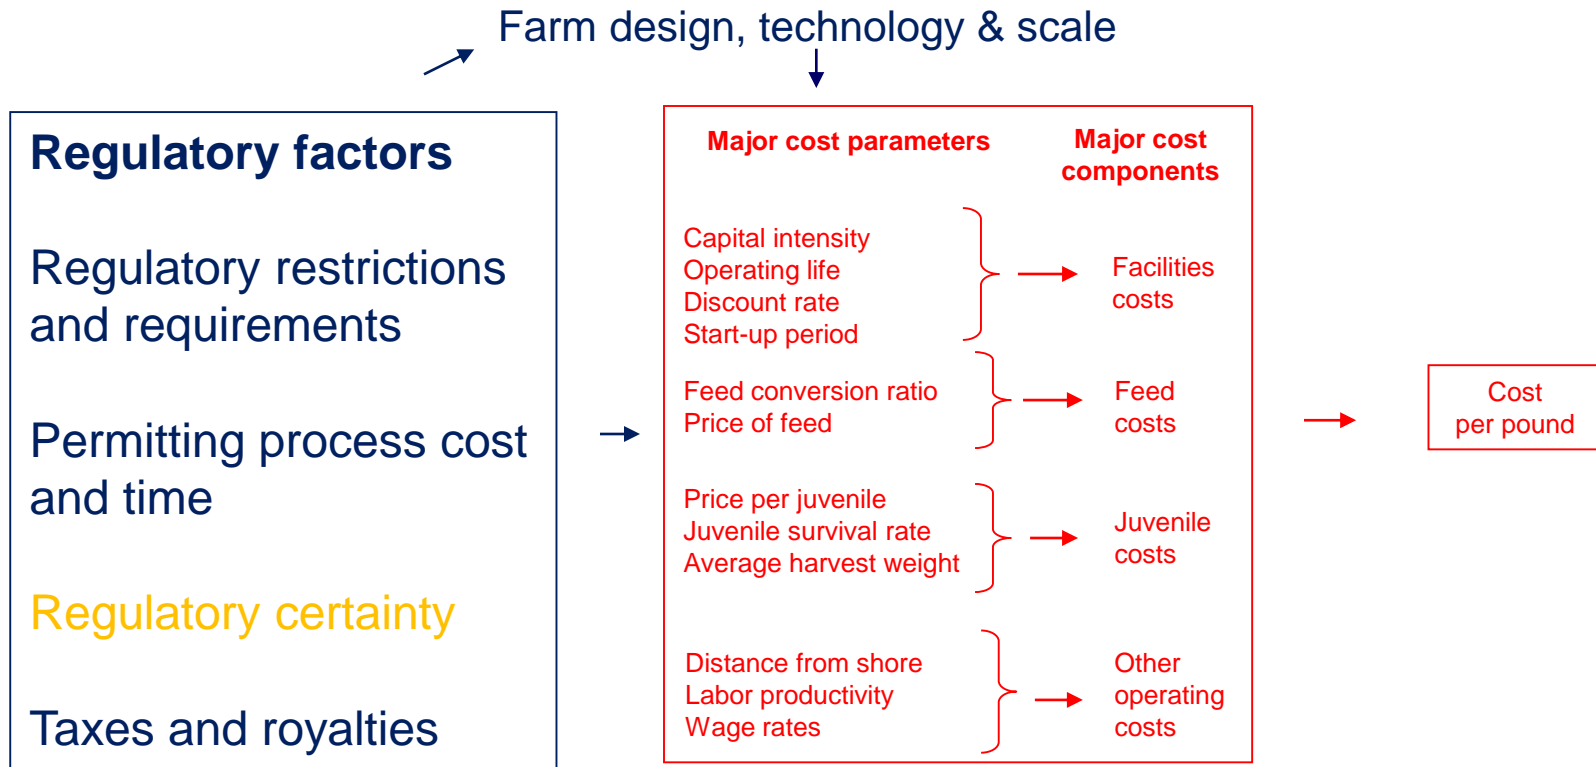 Farm design, technology & scale
Regulatory factors
Regulatory restrictions
and requirements
Permitting process cost
and time
Regulatory certainty
Taxes and royalties
Major cost parameters
Major cost
components
Capital intensity
Operating life
Discount rate
Start-up period
Facilities
costs
Feed conversion ratio
Price of feed
Feed
costs
Price per juvenile
Juvenile survival rate
Average harvest weight
Juvenile
costs
Distance from shore
Labor productivity
Wage rates
Other
operating
costs
Cost
per pound